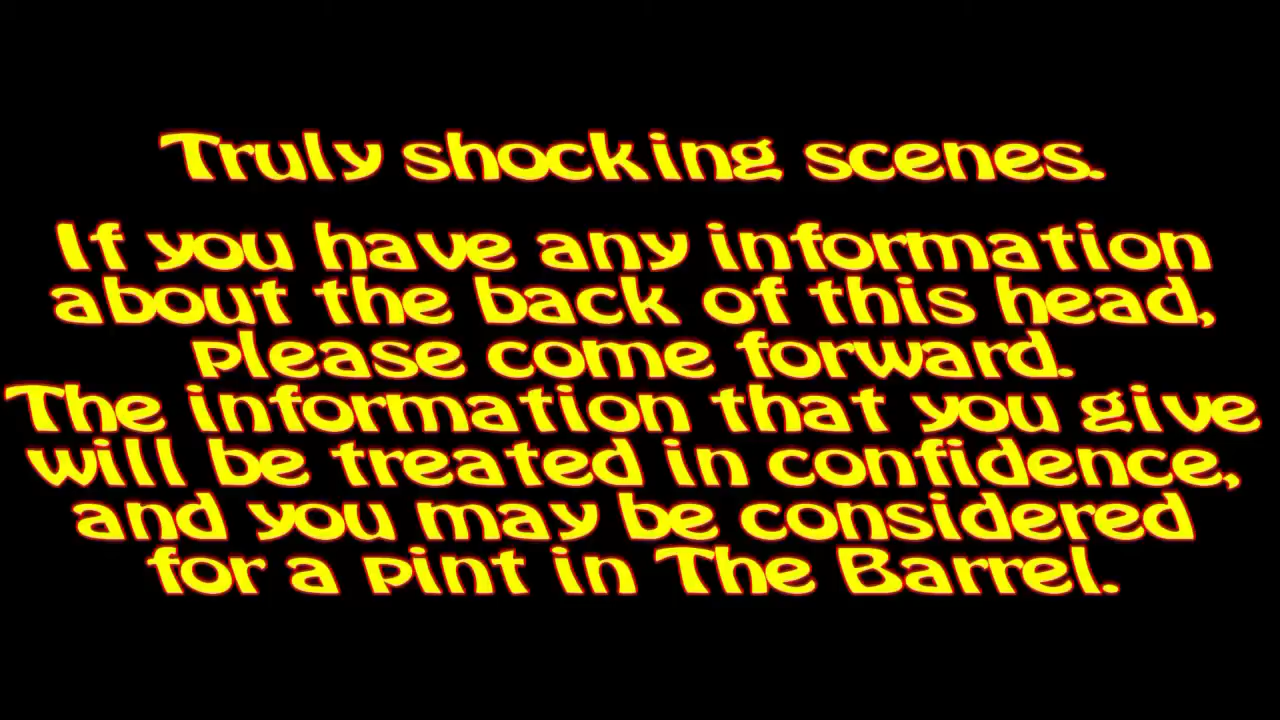 Truly shocking scenes.
If you have any information
about the back of this head,
please come forward.
The information that you give
will be treated in confidence,
and you may be considered
for a pint in The Barrel.